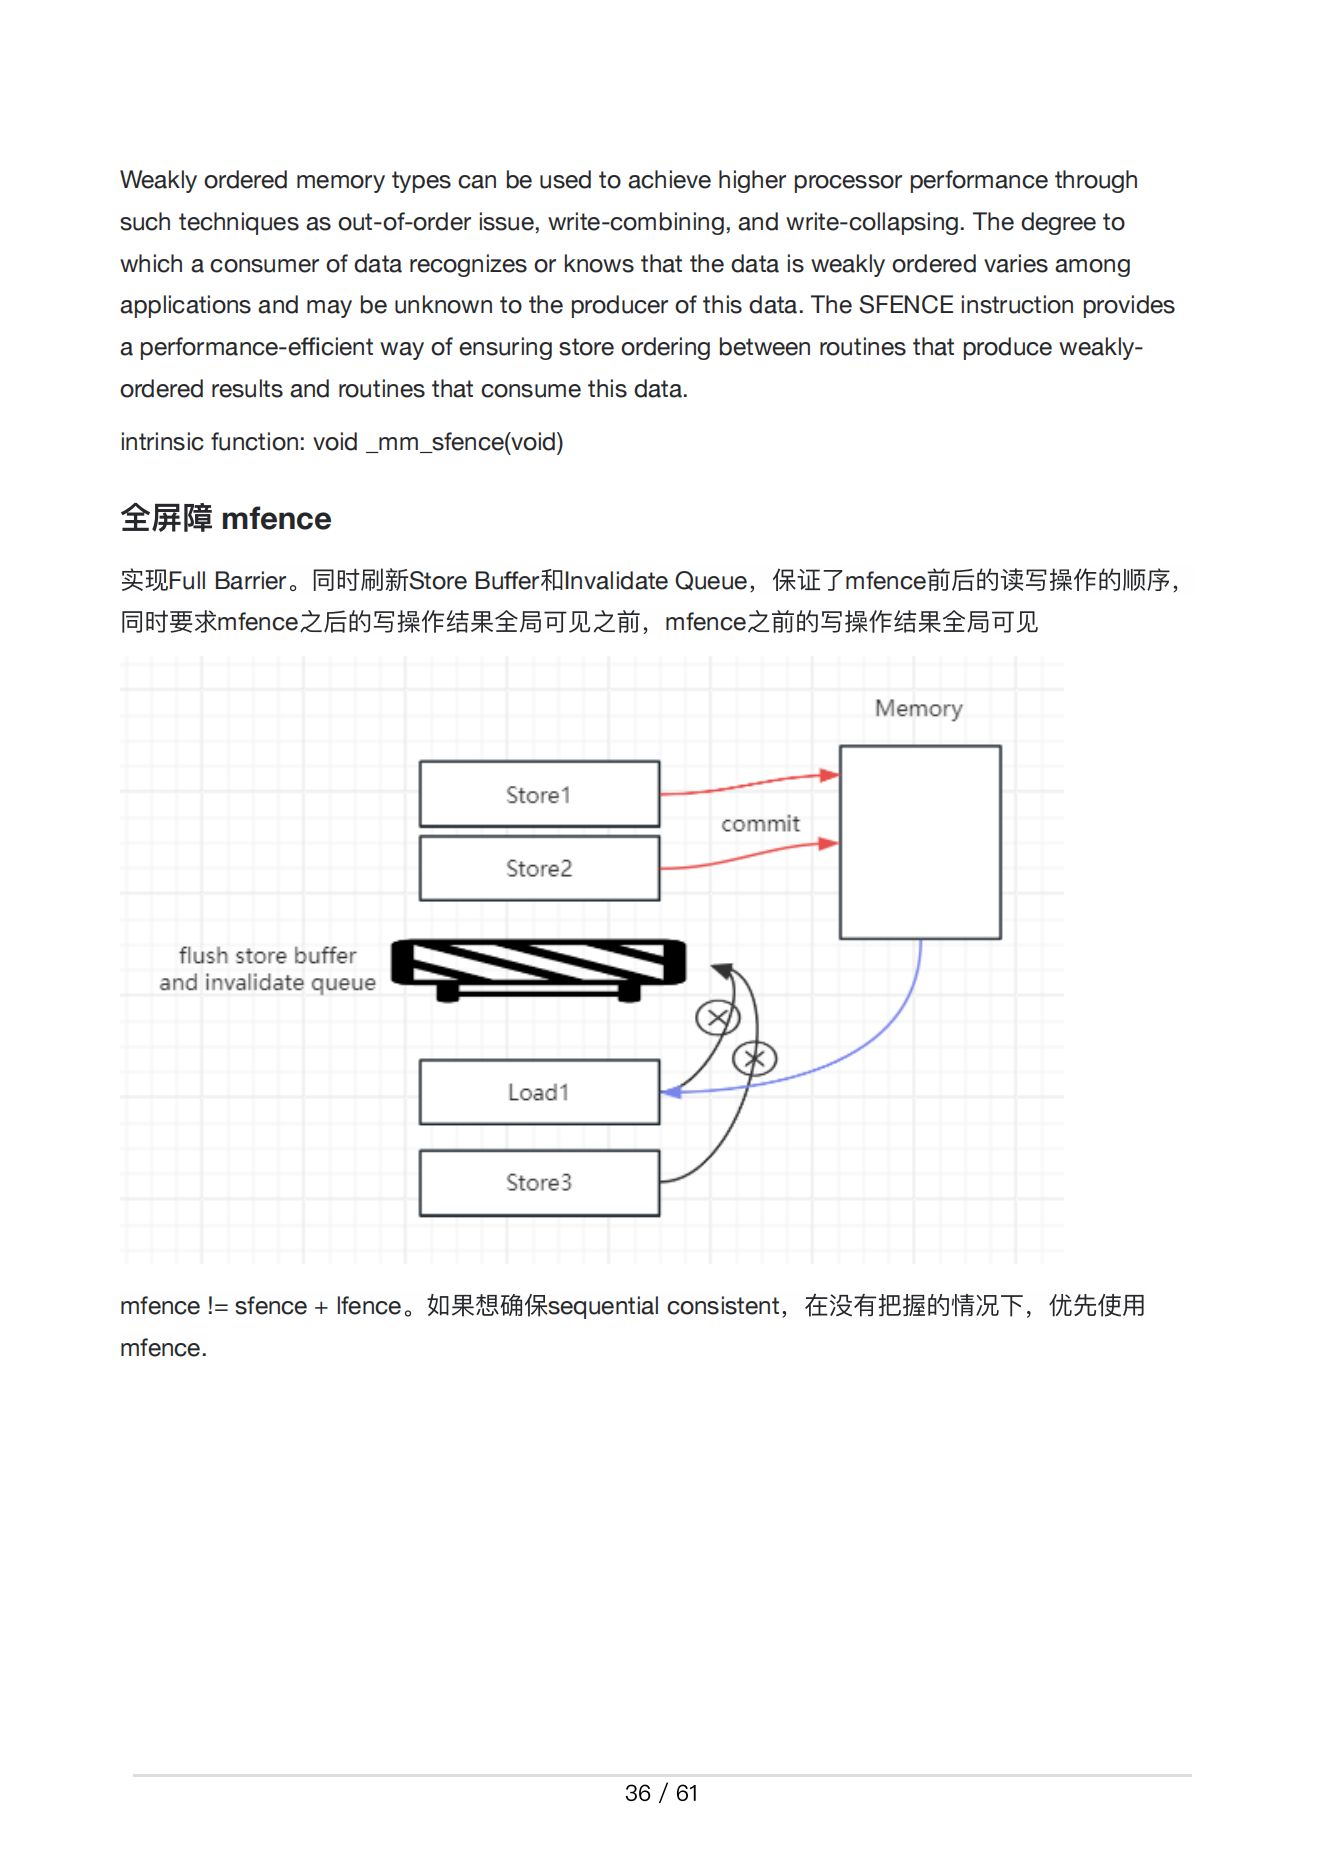 Weakly ordered memory types can be used to achieve higher processor performance through
such techniques as out-of-order issue, write-combining, and write-collapsing. The degree to
which a consumer of data recognizes or knows that the data is weakly ordered varies among
applications and may be unknown to the producer of this data. The SFENCE instruction provides
a performance-efficient way of ensuring store ordering between routines that produce weakly-
ordered results and routines that consume this data.
intrinsic function: void _mm_sfence(void)
全屏障 mfence
实现Full Barrier。同时刷新Store Buffer和Invalidate Queue，保证了mfence前后的读写操作的顺序，
同时要求mfence之后的写操作结果全局可见之前，mfence之前的写操作结果全局可见
Memory
Store1
commit
Store2
flush store buffer
and invalidate queue
Load1
Store3
mfence != sfence + lfence。如果想确保sequential consistent，在没有把握的情况下，优先使用
mfence.
36 / 61